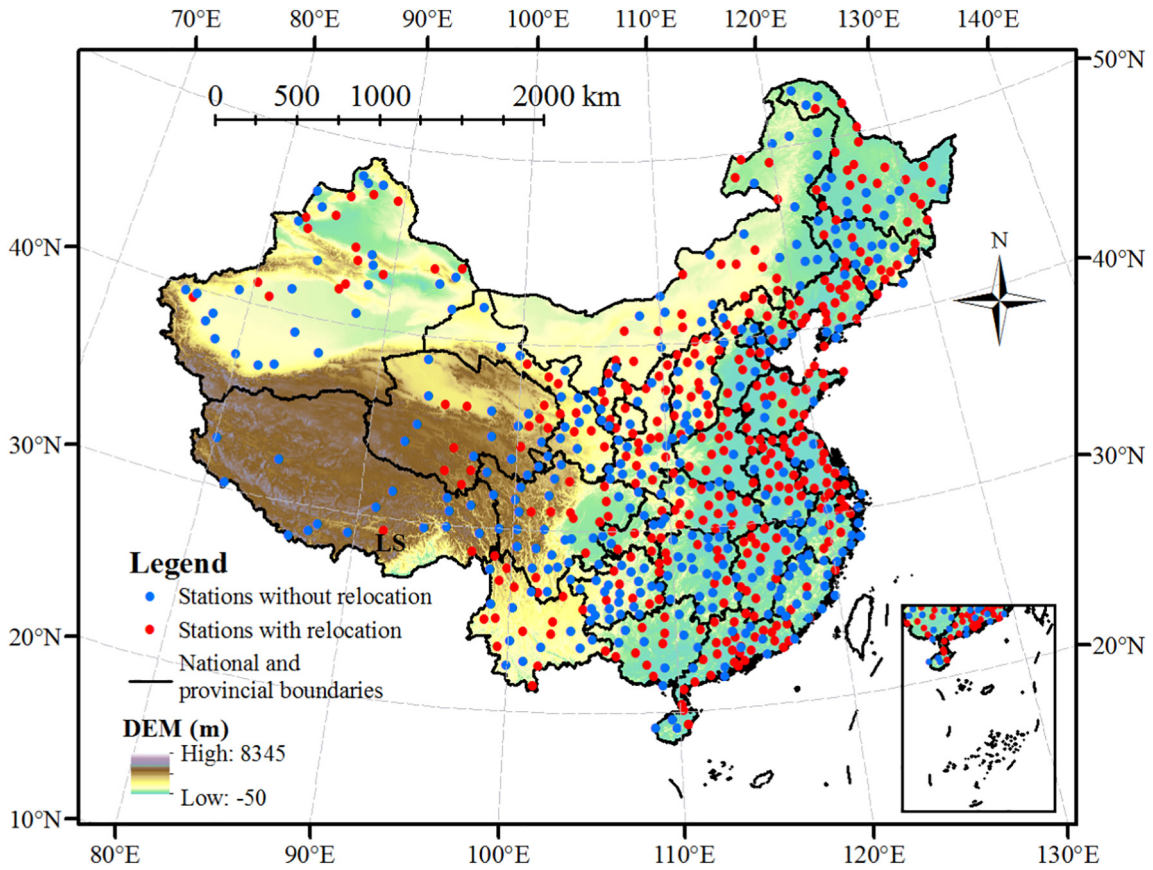 70°E 80°E 90°E 100°E 110°E 120°E 130°E 140°E
50°N
0 500 1000 2000 km
N
40°N 40°N
30°N 30°N
LS
Legend
Stations without relocation
Stations with relocation
20°N 20°N
National and
provincial boundaries
DEM (m)
High: 8345
Low: -50
10°N
80°E 90°E 100°E 110°E 120°E 130°E